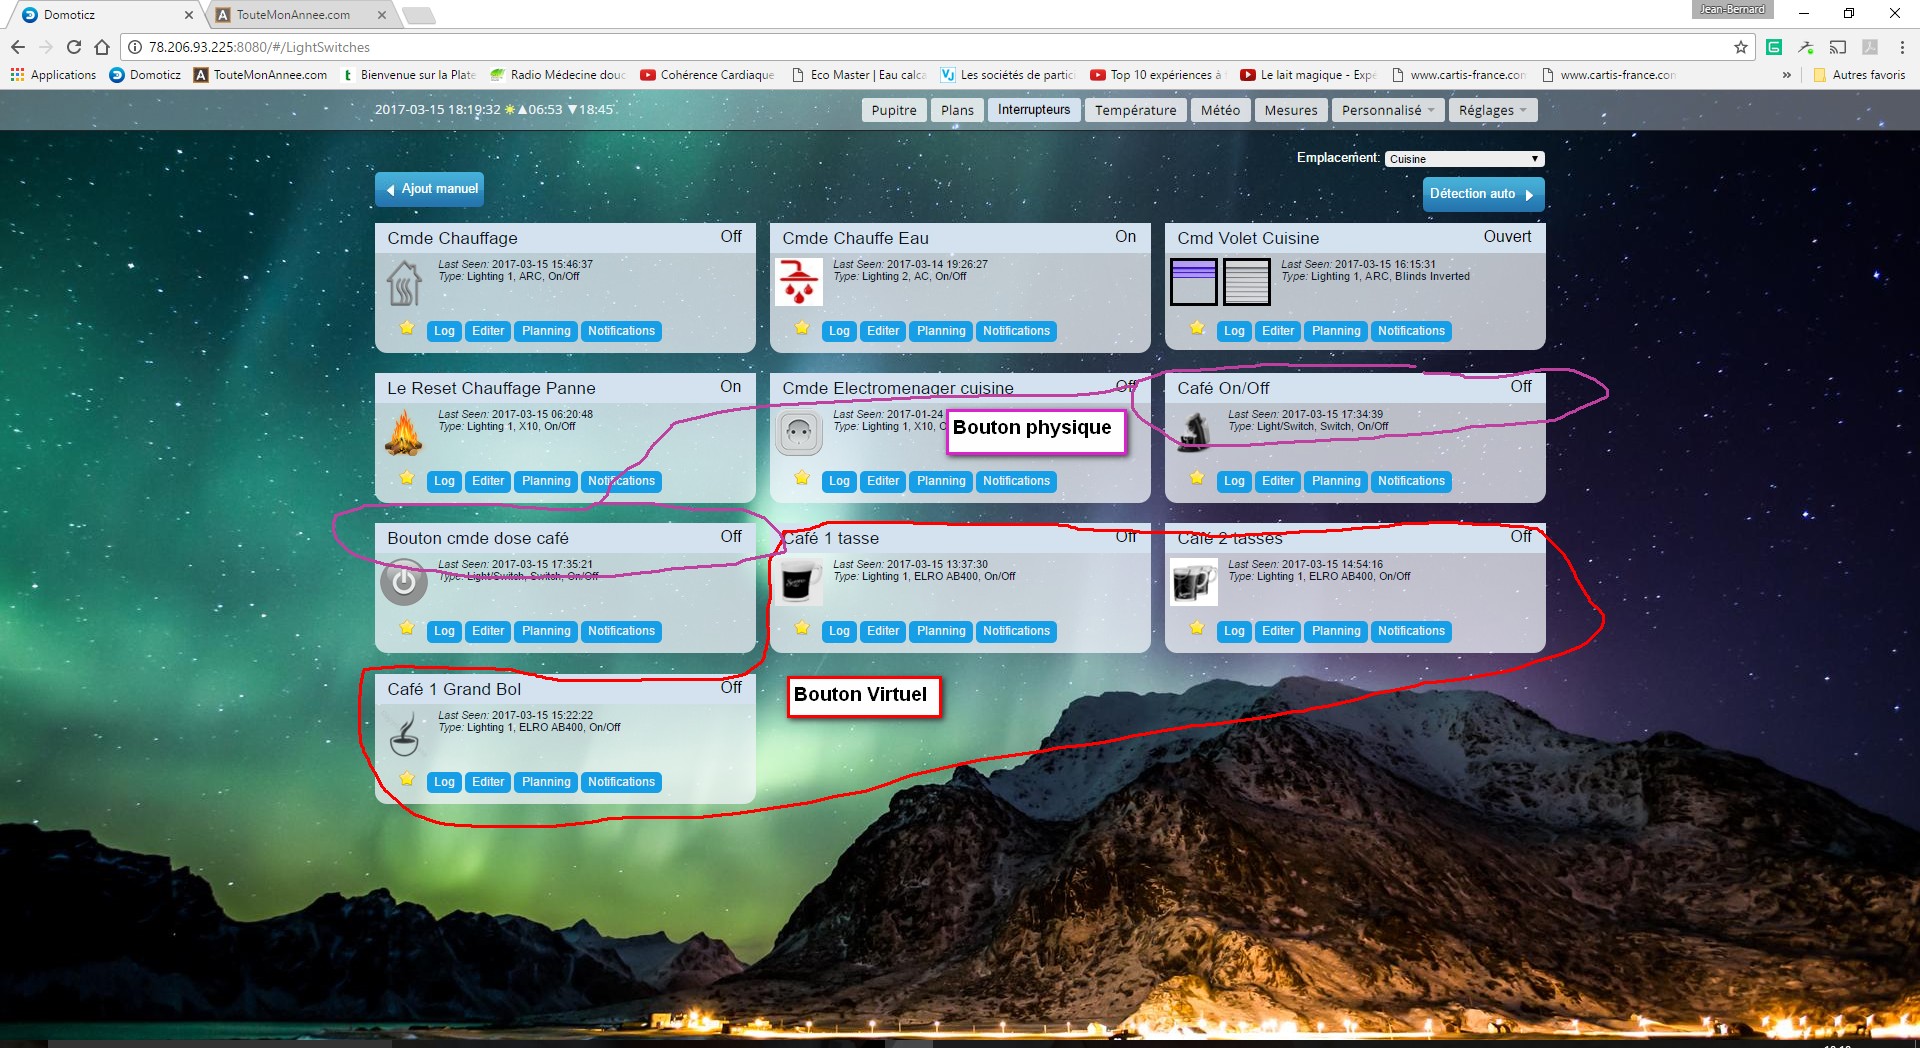 Domoticz
TouteMonAnnee.com
Jean-Bernard
78.206.93.225:8080/#/LightSwitches
Applications
Domoticz
TouteMonAnnee.com
Bienvenue sur la Plate
Radio Médecine douc
Cohérence Cardiaque
Eco Master | Eau calca
Les sociétés de partici
Top 10 expériences à
Le lait magique - Expé
www.cartis-france.con
www.cartis-france.con
» Autres favoris
2017-03-15 18:19:32 ☀▲06:53 ▼18:45
Pupitre
Plans
Interrupteurs
Température
Météo
Mesures
Personnalisé
Réglages
Emplacement: Cuisine
Ajout manuel
Détection auto
Cmde Chauffage Off
Last Seen: 2017-03-15 15:46:37
Type: Lighting 1, ARC, On/Off
Log Editer Planning Notifications
Cmde Chauffe Eau On
Last Seen: 2017-03-14 19:26:27
Type: Lighting 2, AC, On/Off
Log Editer Planning Notifications
Cmd Volet Cuisine Ouvert
Last Seen: 2017-03-15 16:15:31
Type: Lighting 1, ARC, Blinds Inverted
Log Editer Planning Notifications
Le Reset Chauffage Panne On
Last Seen: 2017-03-15 06:20:48
Type: Lighting 1, X10, On/Off
Log Editer Planning Notifications
Cmde Electromenager cuisine Off
Last Seen: 2017-01-24
Type: Lighting 1, X10, O
Bouton physique
Log Editer Planning Notifications
Café On/Off Off
Last Seen: 2017-03-15 17:34:39
Type: Light/Switch, Switch, On/Off
Log Editer Planning Notifications
Bouton cmde dose café Off
Last Seen: 2017-03-15 17:35:21
Type: Light/Switch, Switch, On/Off
Log Editer Planning Notifications
Café 1 tasse Off
Last Seen: 2017-03-15 13:37:30
Type: Lighting 1, ELRO AB400, On/Off
Log Editer Planning Notifications
Café 2 tasses Off
Last Seen: 2017-03-15 14:54:16
Type: Lighting 1, ELRO AB400, On/Off
Log Editer Planning Notifications
Café 1 Grand Bol Off
Last Seen: 2017-03-15 15:22:22
Type: Lighting 1, ELRO AB400, On/Off
Log Editer Planning Notifications
Bouton Virtuel